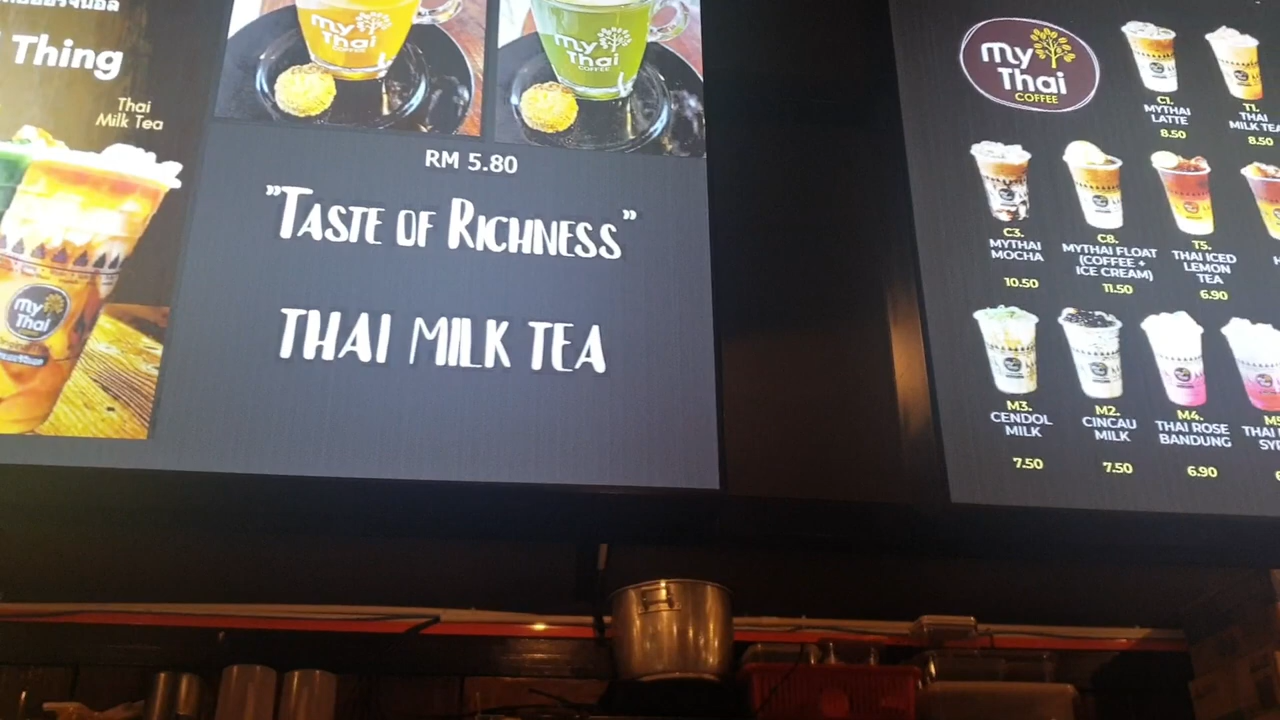 Thing
Thai
Milk Tea
my
Thai
COFFEE
my
Thai
COFFEE
my
Thai
RM 5.80
"TASTE OF RICHNESS"
THAI MILK TEA
my
Thai
COFFEE
C1.
MYTHAI
LATTE
8.50
T1.
THAI
MILK TEA
8.50
C3.
MYTHAI
MOCHA
10.50
C8.
MYTHAI FLOAT
(COFFEE +
ICE CREAM)
11.50
T5.
THAI ICED
LEMON
TEA
6.90
M3.
CENDOL
MILK
7.50
M2.
CINCAU
MILK
7.50
M4.
THAI ROSE
BANDUNG
6.90
THAI